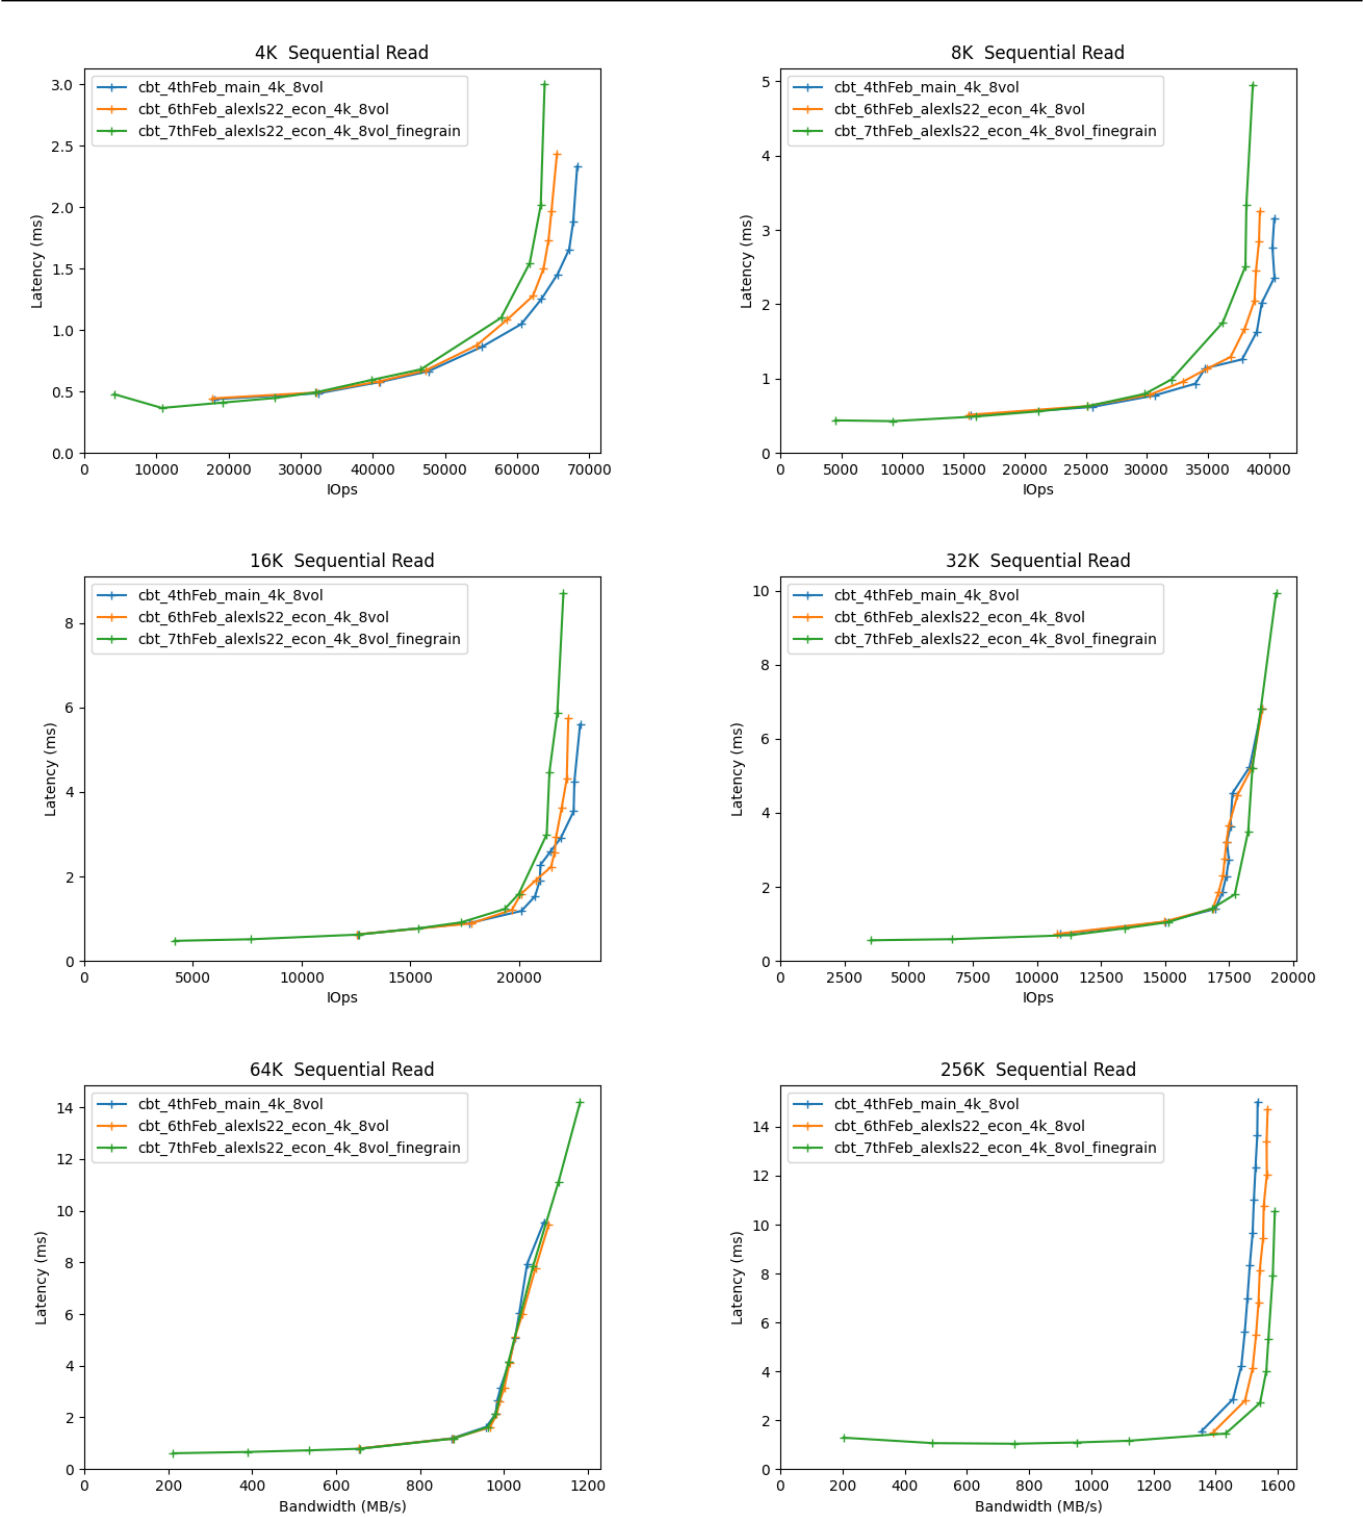 4K  Sequential Read
cbt_4thFeb_main_4k_8vol
cbt_6thFeb_alexls22_econ_4k_8vol
cbt_7thFeb_alexls22_econ_4k_8vol_finegrain
3.0
2.5
2.0
1.5
1.0
0.5
0.0
Latency (ms)
0 10000 20000 30000 40000 50000 60000 70000
IOps
8K  Sequential Read
cbt_4thFeb_main_4k_8vol
cbt_6thFeb_alexls22_econ_4k_8vol
cbt_7thFeb_alexls22_econ_4k_8vol_finegrain
5
4
3
2
1
0
Latency (ms)
0 5000 10000 15000 20000 25000 30000 35000 40000
IOps
16K  Sequential Read
cbt_4thFeb_main_4k_8vol
cbt_6thFeb_alexls22_econ_4k_8vol
cbt_7thFeb_alexls22_econ_4k_8vol_finegrain
8
6
4
2
0
Latency (ms)
0 5000 10000 15000 20000
IOps
32K  Sequential Read
cbt_4thFeb_main_4k_8vol
cbt_6thFeb_alexls22_econ_4k_8vol
cbt_7thFeb_alexls22_econ_4k_8vol_finegrain
10
8
6
4
2
0
Latency (ms)
0 2500 5000 7500 10000 12500 15000 17500 20000
IOps
64K  Sequential Read
cbt_4thFeb_main_4k_8vol
cbt_6thFeb_alexls22_econ_4k_8vol
cbt_7thFeb_alexls22_econ_4k_8vol_finegrain
14
12
10
8
6
4
2
0
Latency (ms)
0 200 400 600 800 1000 1200
Bandwidth (MB/s)
256K  Sequential Read
cbt_4thFeb_main_4k_8vol
cbt_6thFeb_alexls22_econ_4k_8vol
cbt_7thFeb_alexls22_econ_4k_8vol_finegrain
14
12
10
8
6
4
2
0
Latency (ms)
0 200 400 600 800 1000 1200 1400 1600
Bandwidth (MB/s)